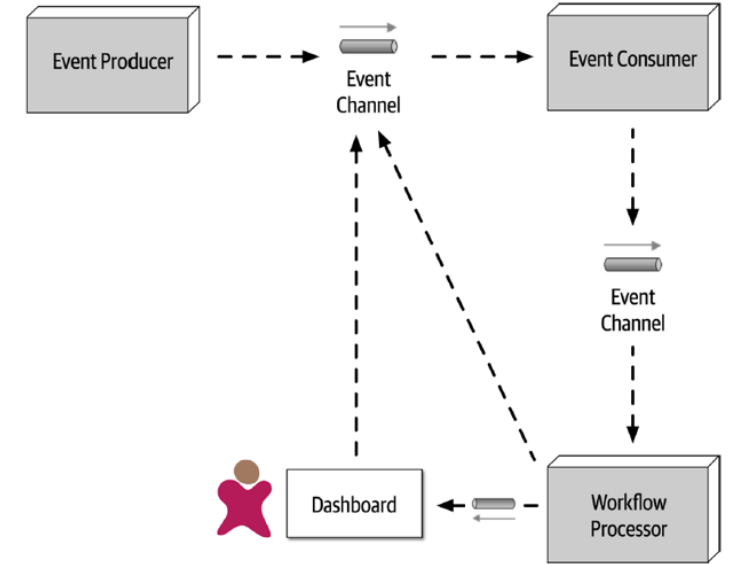 Event Producer
Event
Channel
Event Consumer
Event
Channel
Dashboard
Workflow
Processor